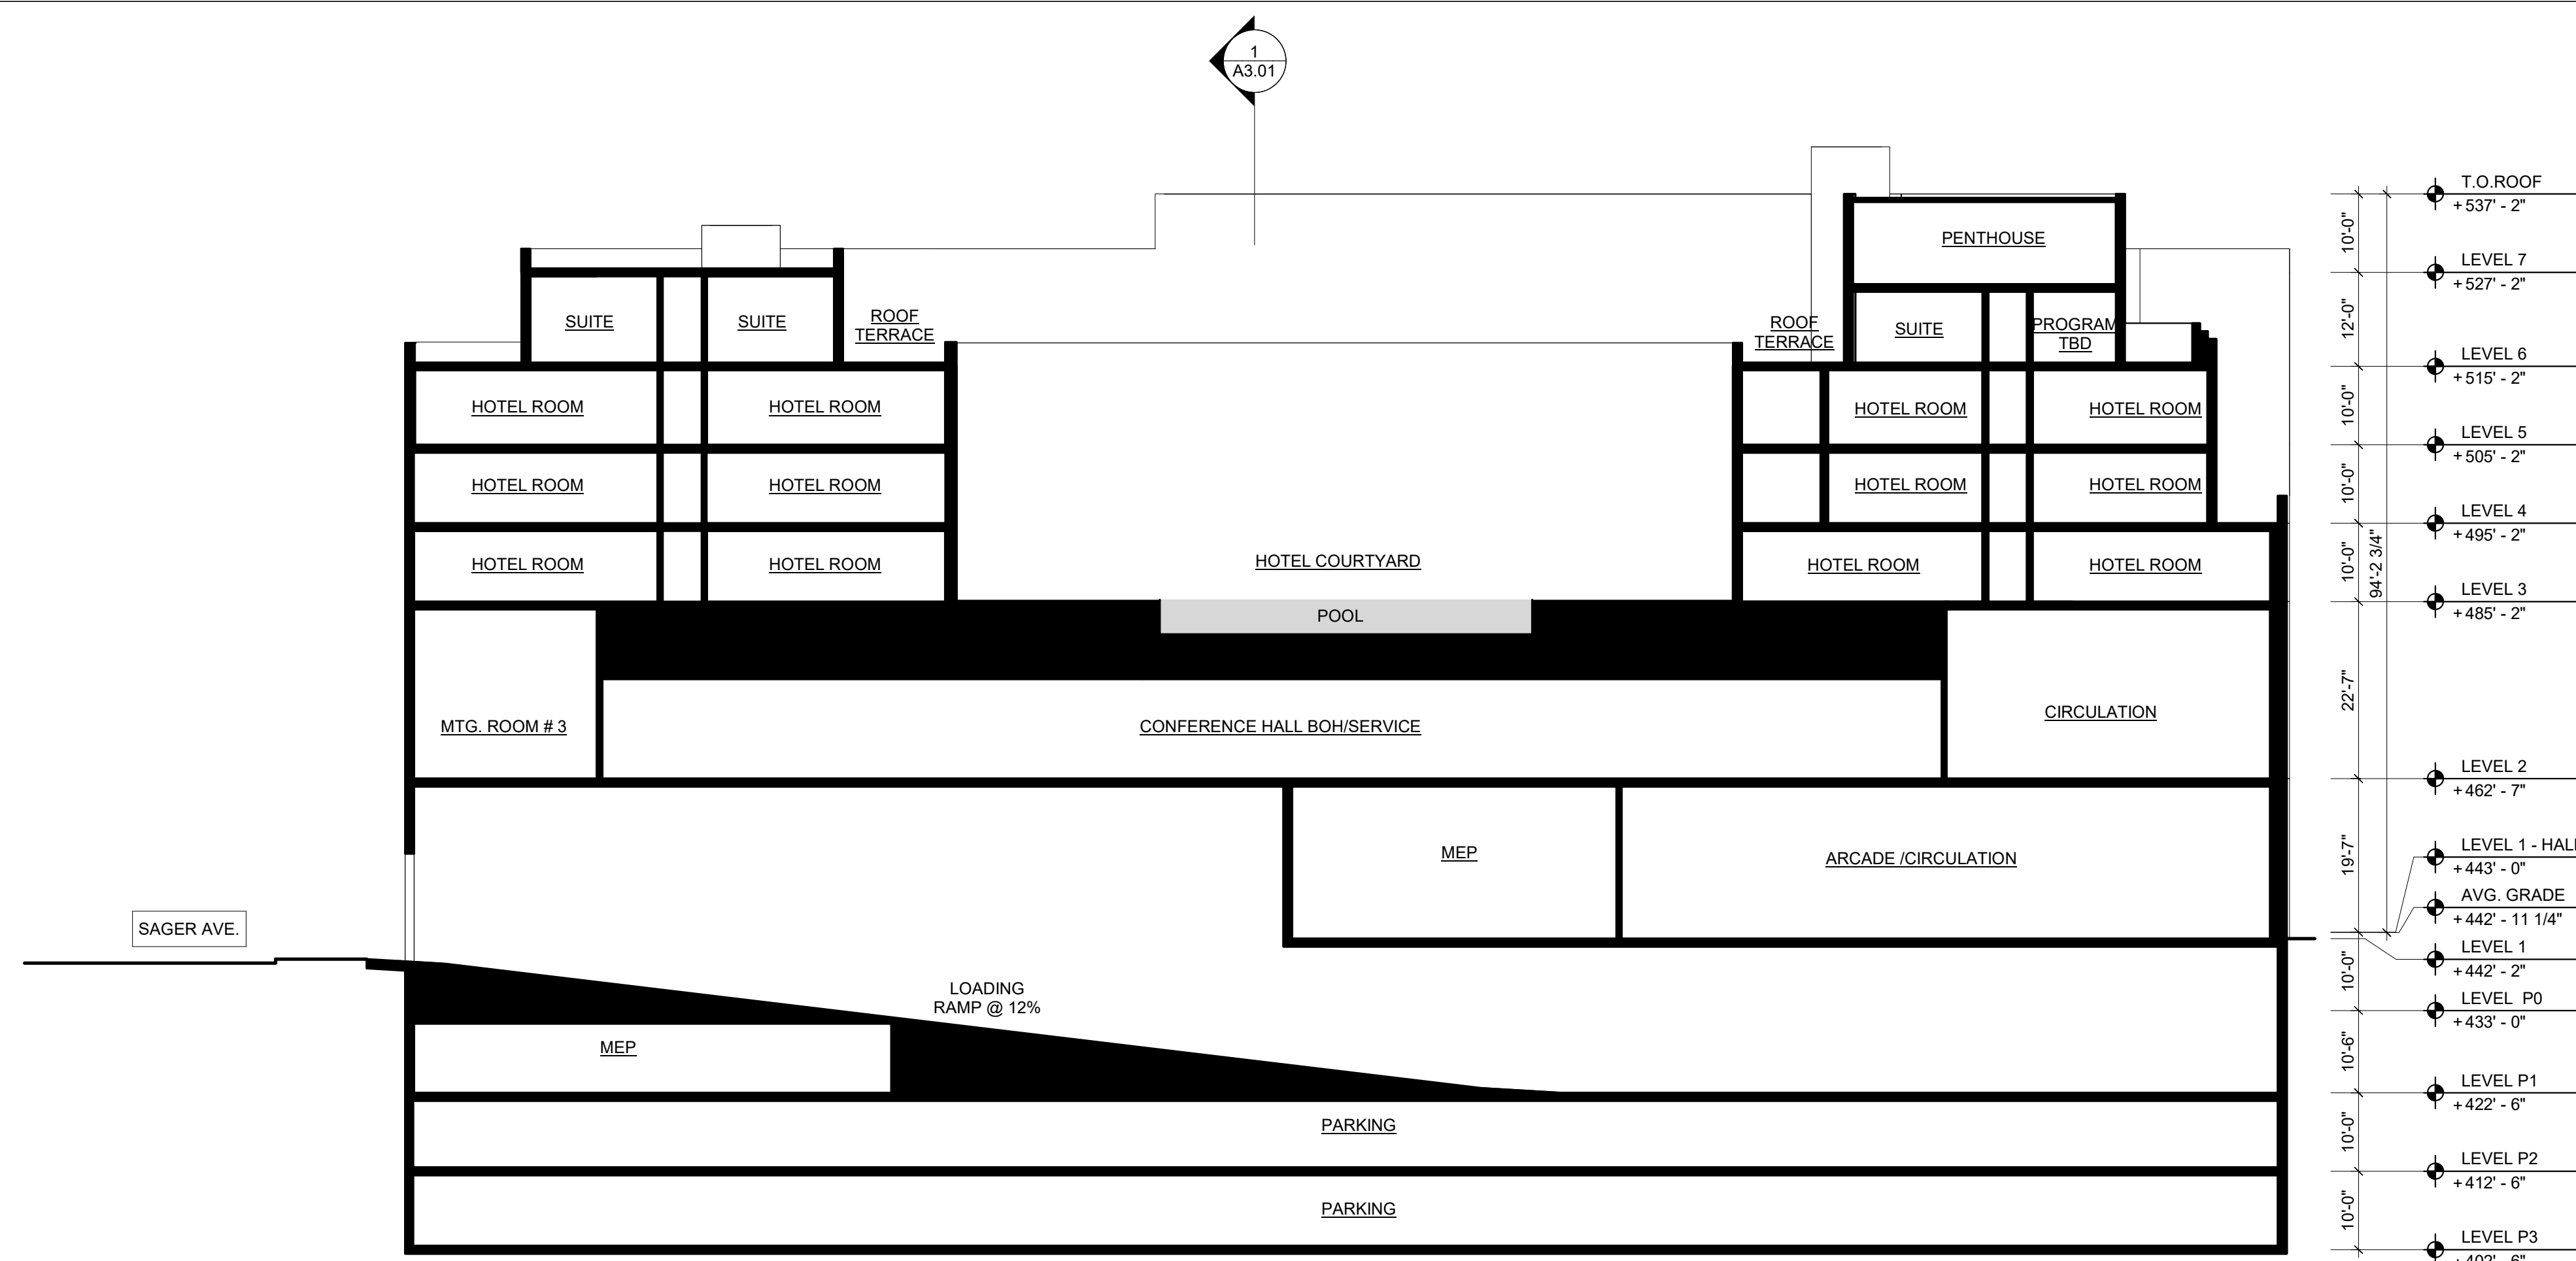 1
A3.01
T.O.ROOF
+537' - 2"
10'-0"
PENTHOUSE
LEVEL 7
+527' - 2"
12'-0"
SUITE
SUITE
ROOF
TERRACE
ROOF
TERRACE
SUITE
PROGRAM
TBD
LEVEL 6
+515' - 2"
10'-0"
HOTEL ROOM
HOTEL ROOM
HOTEL ROOM
HOTEL ROOM
LEVEL 5
+505' - 2"
10'-0"
HOTEL ROOM
HOTEL ROOM
HOTEL ROOM
HOTEL ROOM
LEVEL 4
+495' - 2"
10'-0"
94'-2 3/4"
HOTEL ROOM
HOTEL ROOM
HOTEL COURTYARD
HOTEL ROOM
HOTEL ROOM
LEVEL 3
+485' - 2"
POOL
22'-7"
MTG. ROOM # 3
CONFERENCE HALL BOH/SERVICE
CIRCULATION
LEVEL 2
+462' - 7"
19'-7"
MEP
ARCADE /CIRCULATION
LEVEL 1 - HALL
+443' - 0"
AVG. GRADE
+442' - 11 1/4"
SAGER AVE.
LEVEL 1
+442' - 2"
10'-0"
LOADING
RAMP @ 12%
LEVEL P0
+433' - 0"
10'-6"
MEP
LEVEL P1
+422' - 6"
10'-0"
PARKING
LEVEL P2
+412' - 6"
10'-0"
PARKING
LEVEL P3
+402' - 6"